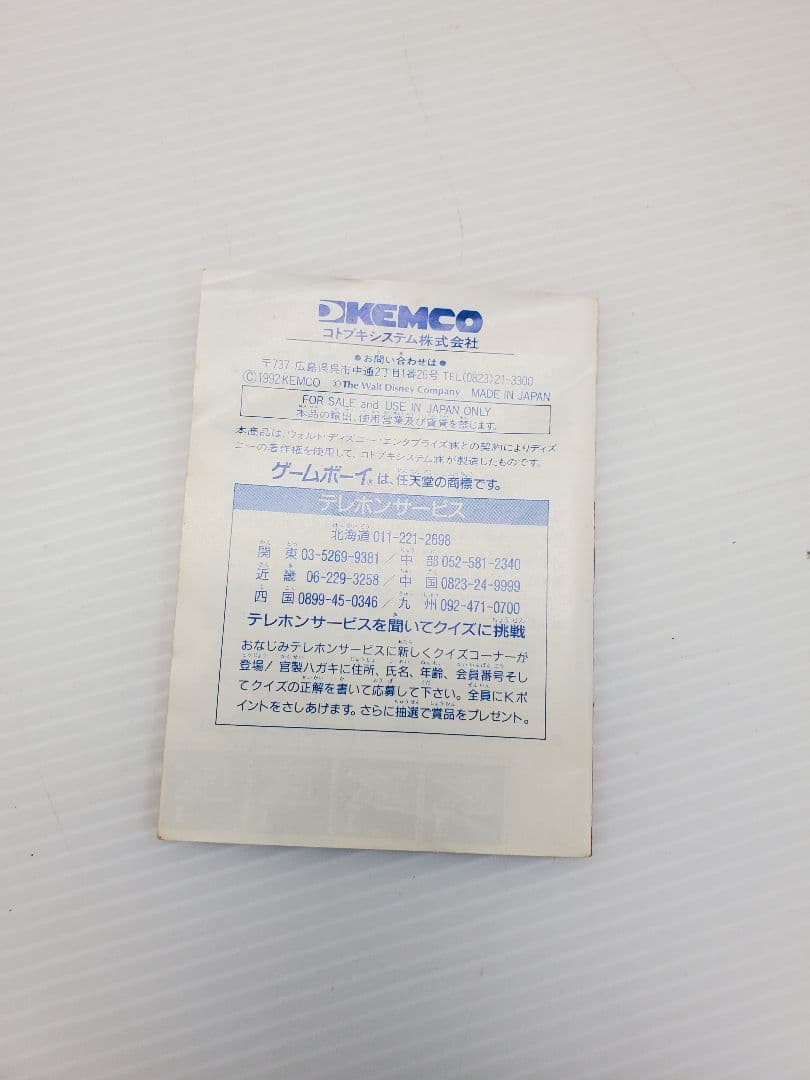 KEMCO
コトブキシステム株式会社
●お問い合わせは●
〒737 広島県呉市中通2丁目1番26号 TEL(0823)21-3300
Ⓒ1992 KEMCO ©The Walt Disney Company MADE IN JAPAN
FOR SALE and USE IN JAPAN ONLY
本品の輸出、使用営業及び賃貸を禁じます。
本商品は、ウォルト・ディズニー・エンタプライズ㈱との契約によりディズ
ニーの著作権を使用して、コトブキシステム㈱が製造したものです。
ゲームボーイは、任天堂の商標です。
テレホンサービス
北海道 011-221-2698
関東 03-5269-9381/中部 052-581-2340
近畿 06-229-3258/中国 0823-24-9999
四国 0899-45-0346/九州 092-471-0700
テレホンサービスを聞いてクイズに挑戦
おなじみテレホンサービスに新しくクイズコーナーが
登場! 官製ハガキに住所、氏名、年齢、会員番号そし
てクイズの正解を書いて応募して下さい。全員にKポ
イントをさしあげます。さらに抽選で賞品をプレゼント。